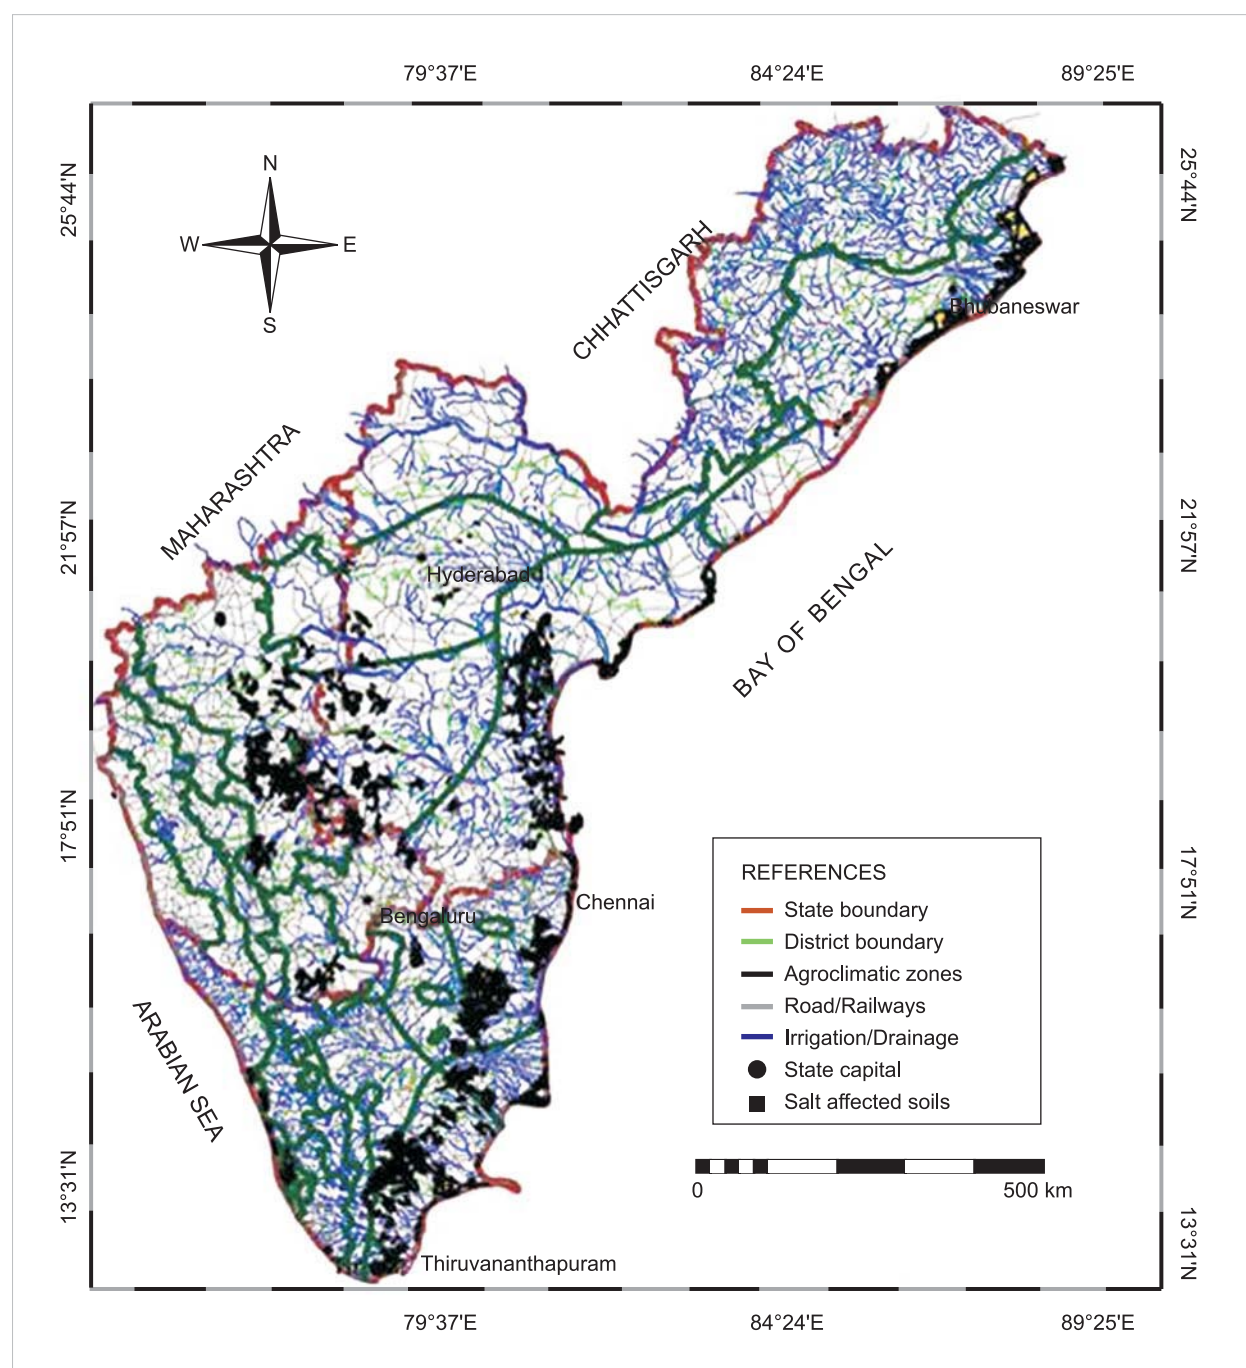 79°37'E 84°24'E 89°25'E
25°44'N
25°44'N
N
W E
S
CHHATTISGARH
Bhubaneswar
MAHARASHTRA
21°57'N
21°57'N
Hyderabad
BAY OF BENGAL
17°51'N
17°51'N
Chennai
Bengaluru
REFERENCES
State boundary
District boundary
Agroclimatic zones
Road/Railways
Irrigation/Drainage
State capital
Salt affected soils
ARABIAN SEA
0 500 km
13°31'N
13°31'N
Thiruvananthapuram
79°37'E 84°24'E 89°25'E